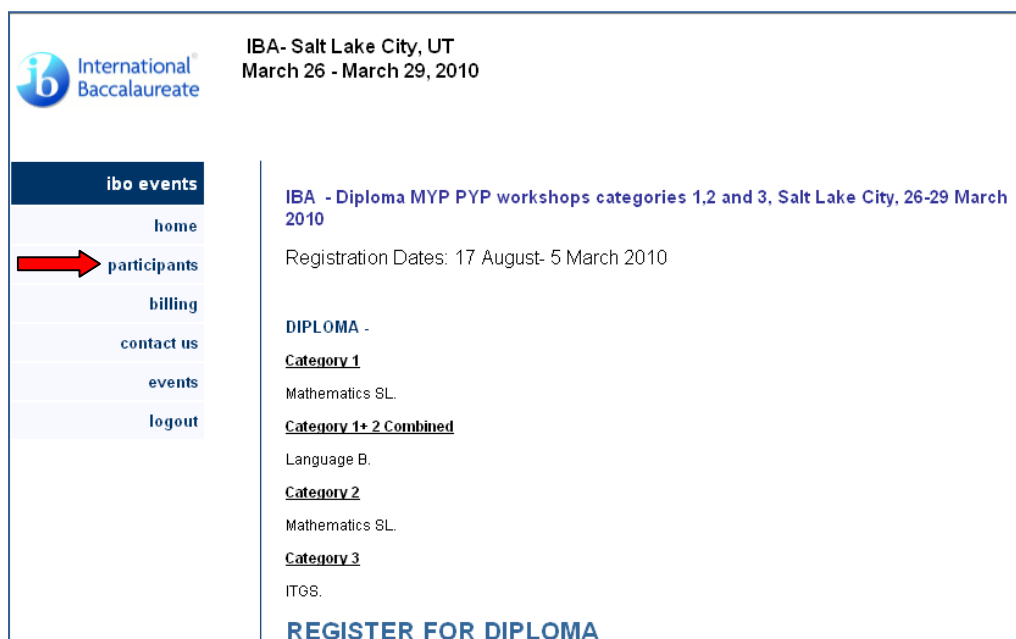 International
Baccalaureate
IBA- Salt Lake City, UT
March 26 - March 29, 2010
ibo events
home
participants
billing
contact us
events
logout
IBA - Diploma MYP PYP workshops categories 1,2 and 3, Salt Lake City, 26-29 March
2010
Registration Dates: 17 August- 5 March 2010
DIPLOMA -
Category 1
Mathematics SL.
Category 1+ 2 Combined
Language B.
Category 2
Mathematics SL.
Category 3
ITGS.
REGISTER FOR DIPLOMA